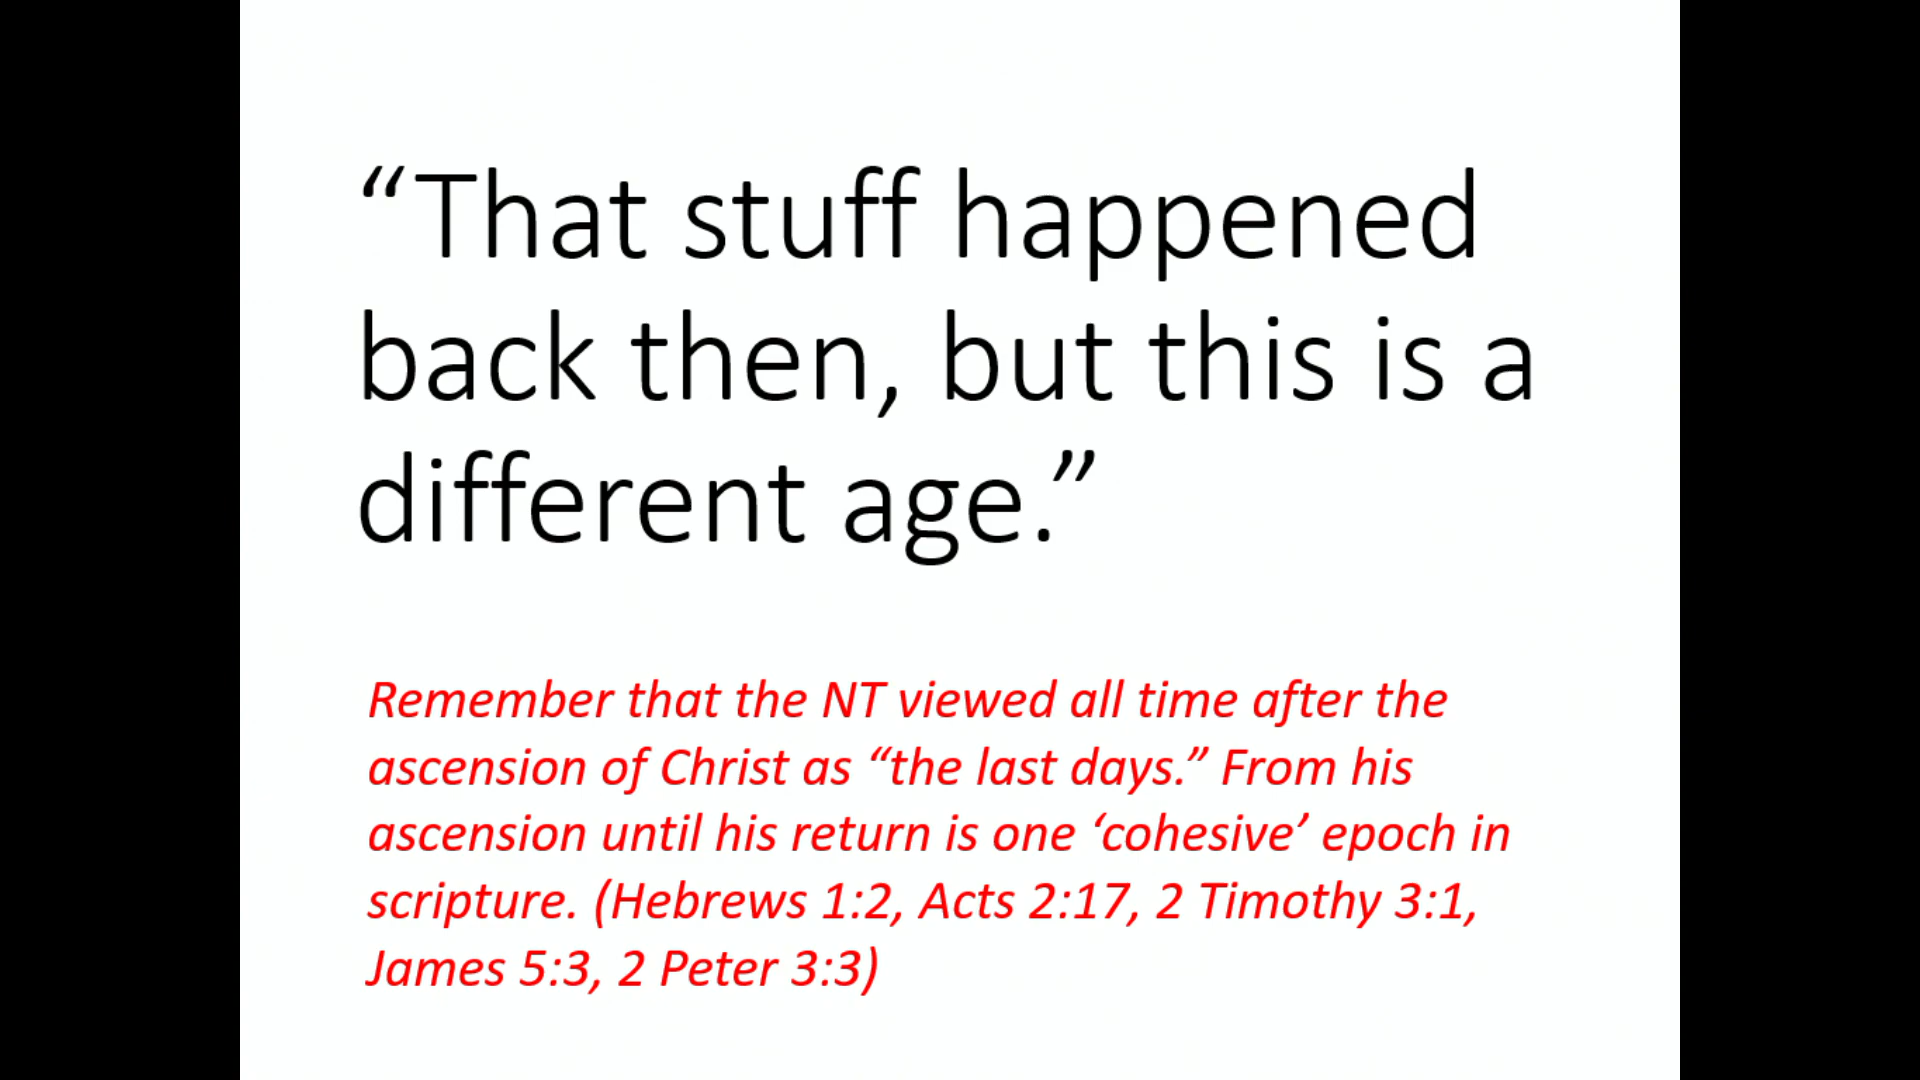 “That stuff happened
back then, but this is a
different age.”
Remember that the NT viewed all time after the
ascension of Christ as “the last days.” From his
ascension until his return is one ‘cohesive’ epoch in
scripture. (Hebrews 1:2, Acts 2:17, 2 Timothy 3:1,
James 5:3, 2 Peter 3:3)